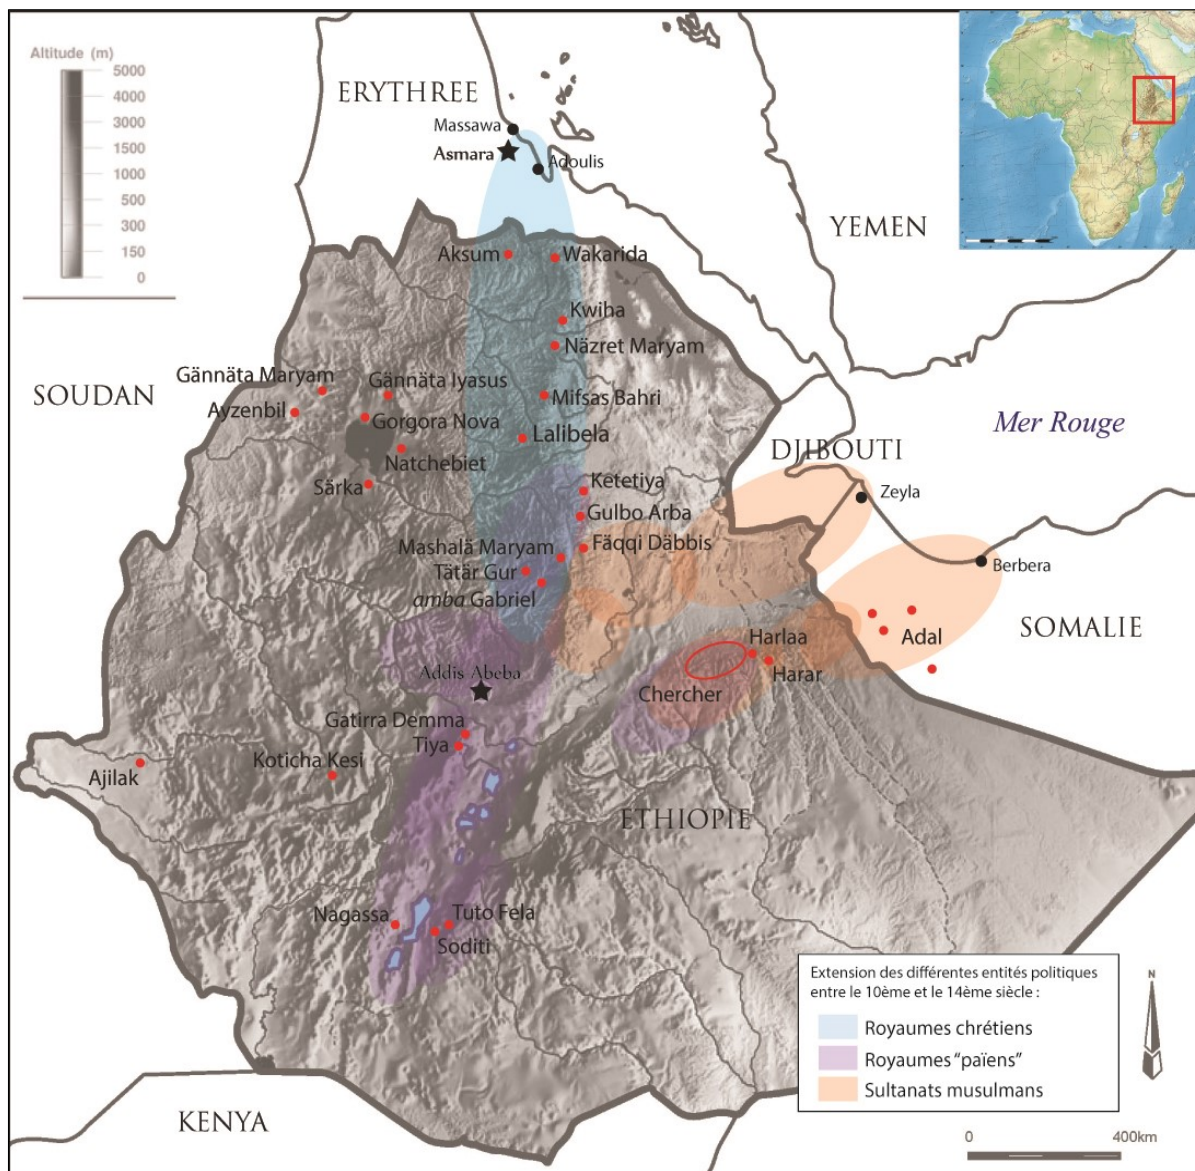 Altitude (m)
5000
4000
3000
1500
1000
500
300
150
0
ERYTHREE
Massawa
Asmara
Adoulis
YEMEN
Aksum
Wakarida
Kwiha
Näzret Maryam
SOUDAN
Gännäta Maryam
Gännäta Iyasus
Mifsas Bahri
Ayzenbil
Gorgora Nova
Lalibela
Mer Rouge
Natchebiet
DJIBOUTI
Särka
Ketetiya
Zeyla
Gulbo Arba
Mashalä Maryam
Fäqqi Däbbis
Tätär Gur
Berbera
amba Gabriel
Adal
SOMALIE
Harlaa
Harar
Addis Abeba
Chercher
Gatirra Demma
Tiya
Koticha Kesi
Ajilak
ETHIOPIE
Nagassa
Tuto Fela
Soditi
Extension des différentes entités politiques
entre le 10ème et le 14ème siècle :
Royaumes chrétiens
Royaumes "païens"
Sultanats musulmans
N
KENYA
0
400km